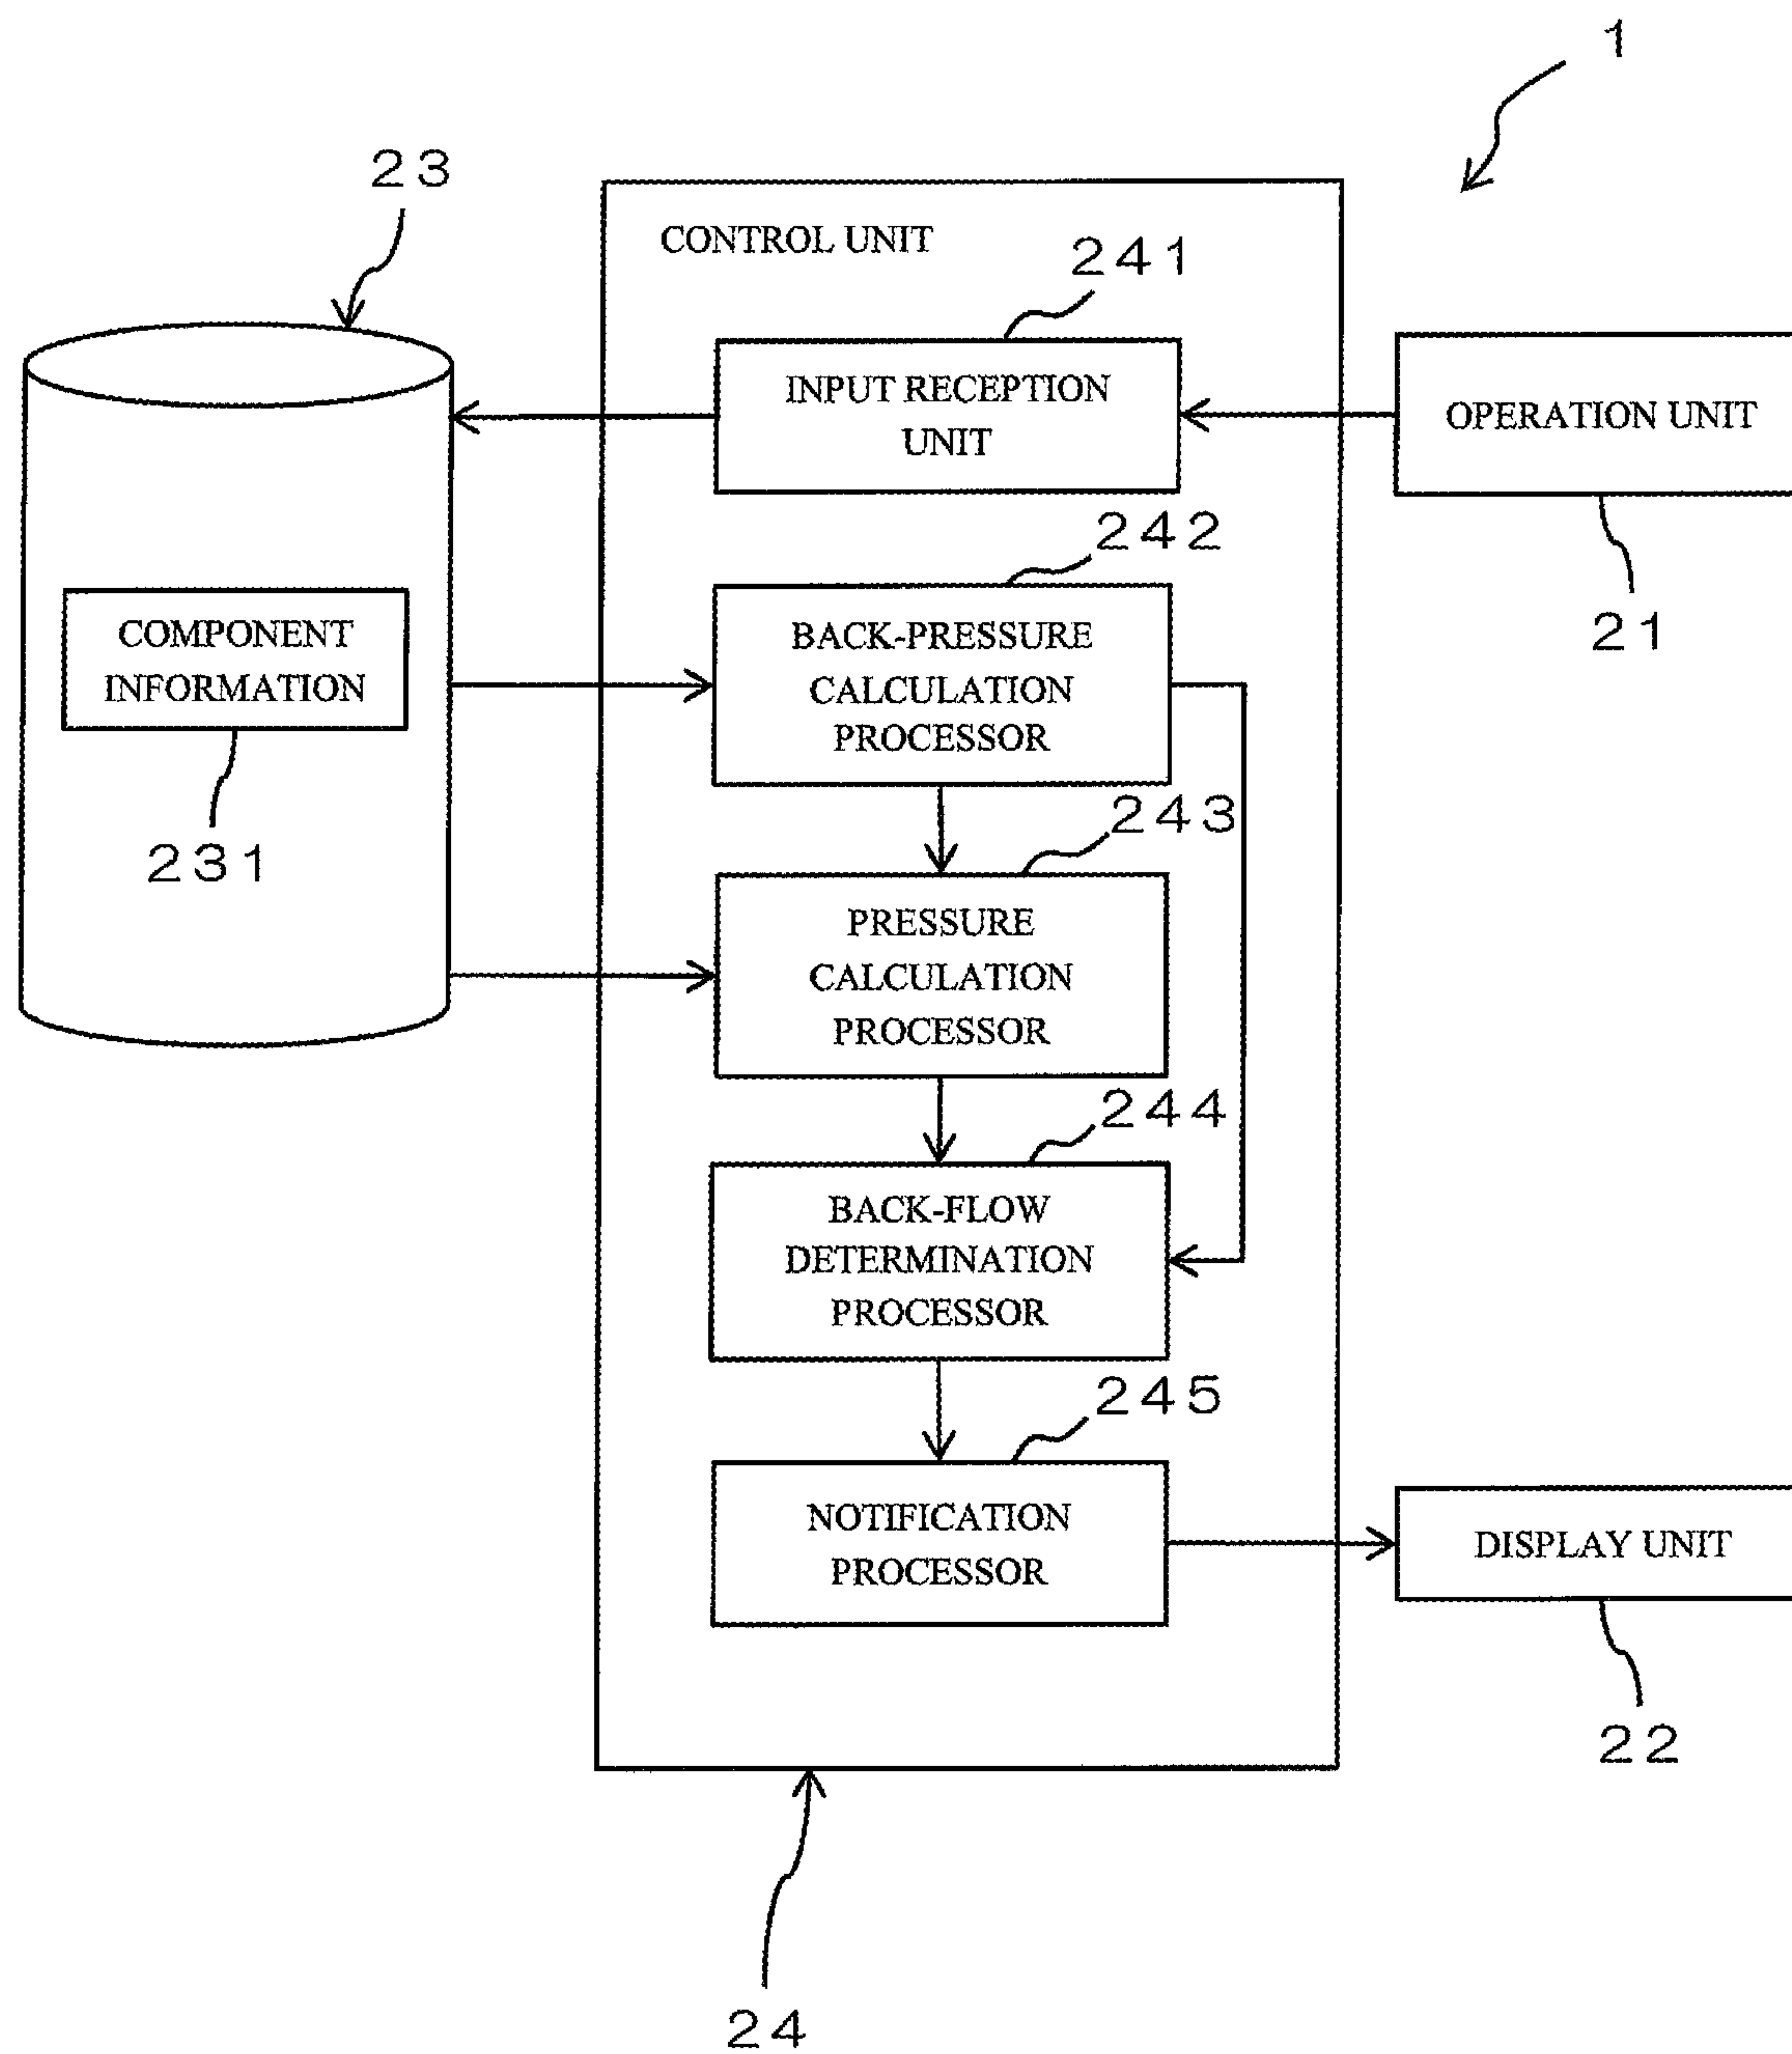 1
23
CONTROL UNIT
241
INPUT RECEPTION
UNIT
OPERATION UNIT
21
242
COMPONENT
INFORMATION
231
BACK-PRESSURE
CALCULATION
PROCESSOR
243
PRESSURE
CALCULATION
PROCESSOR
244
BACK-FLOW
DETERMINATION
PROCESSOR
245
NOTIFICATION
PROCESSOR
DISPLAY UNIT
22
24